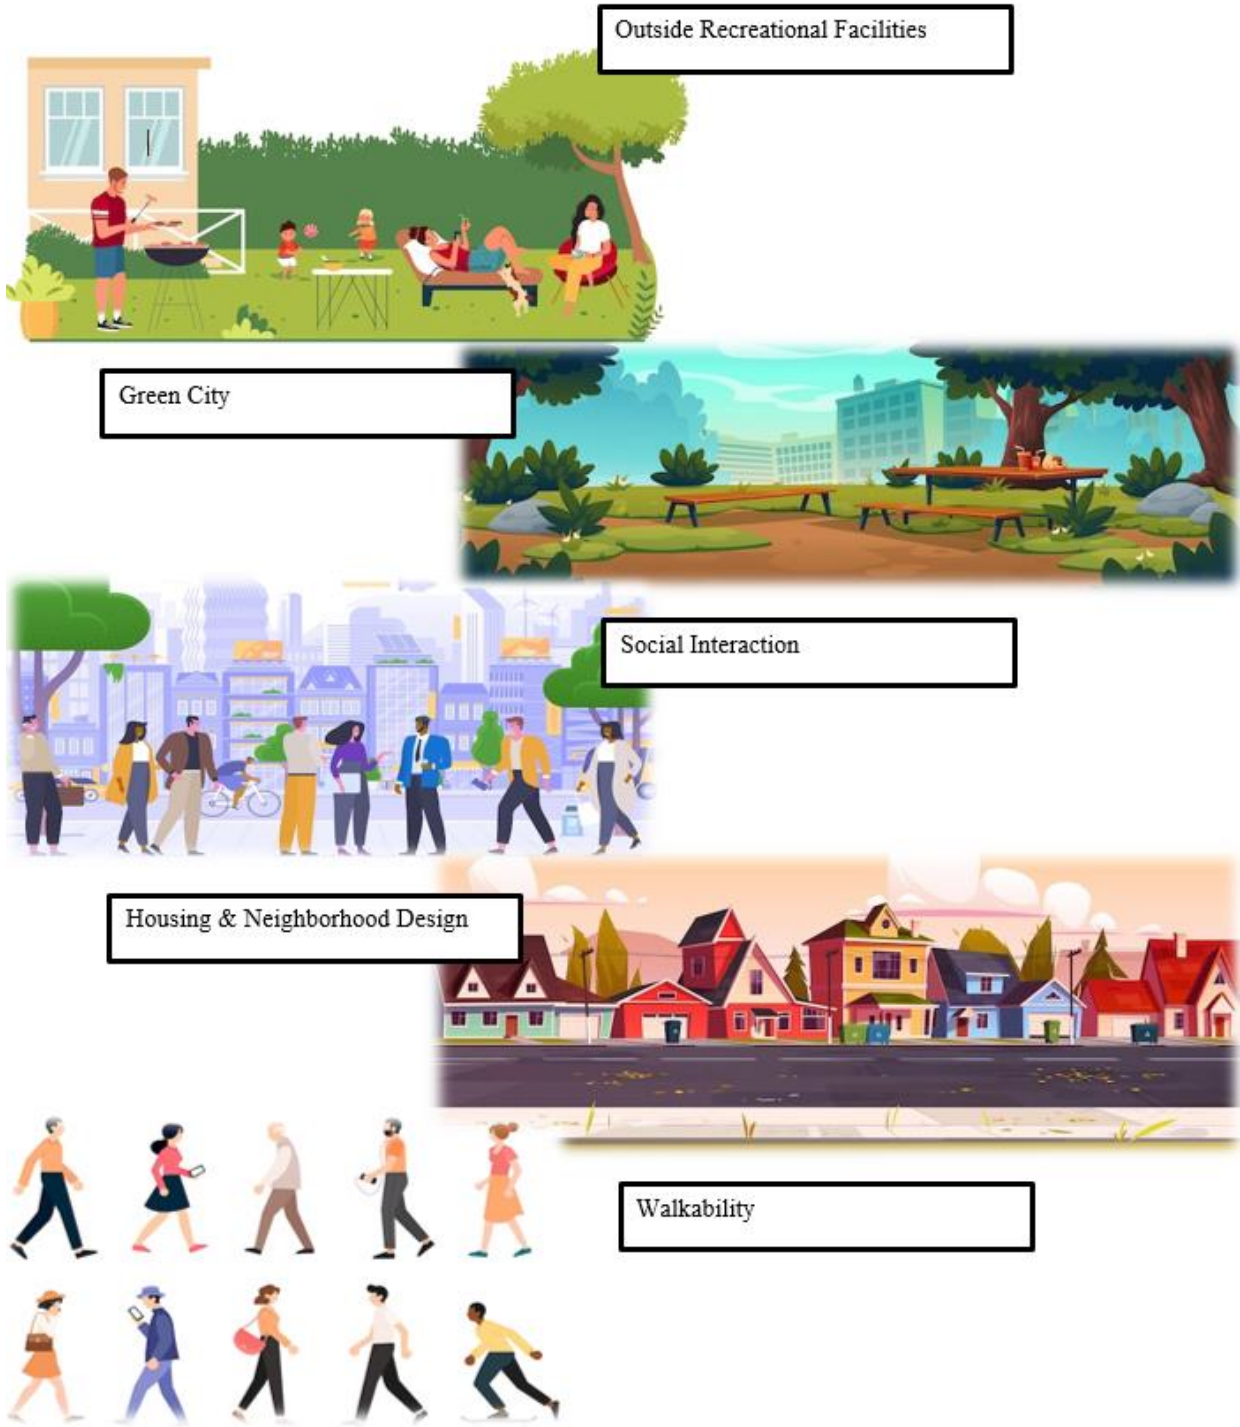 Outside Recreational Facilities
Green City
Social Interaction
Housing & Neighborhood Design
Walkability